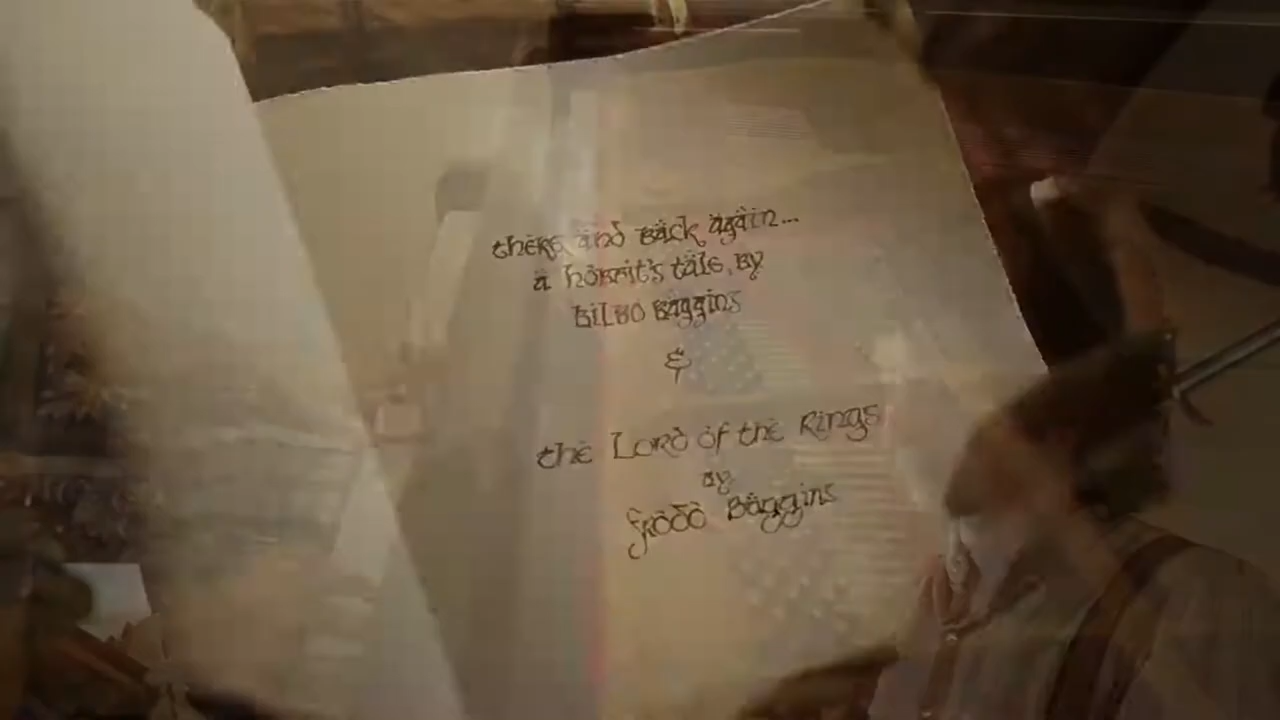 there and back again...
a hobbit's tale, by
Bilbo Baggins
&
the Lord of the Rings
by
frodo Baggins